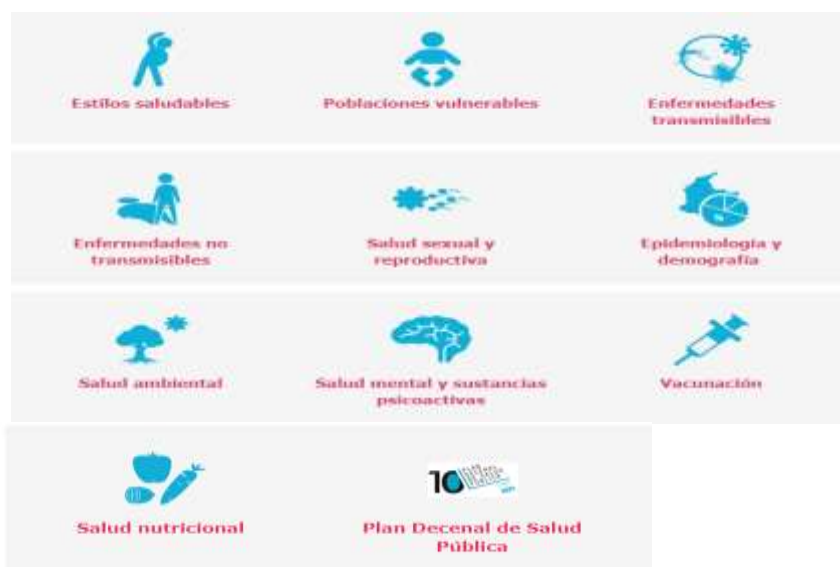 Estilos saludables
Poblaciones vulnerables
Enfermedades
transmisibles
Enfermedades no
transmisibles
Salud sexual y
reproductiva
Epidemiología y
demografía
Salud ambiental
Salud mental y sustancias
psicoactivas
Vacunación
Salud nutricional
10
Plan Decenal de Salud
Pública